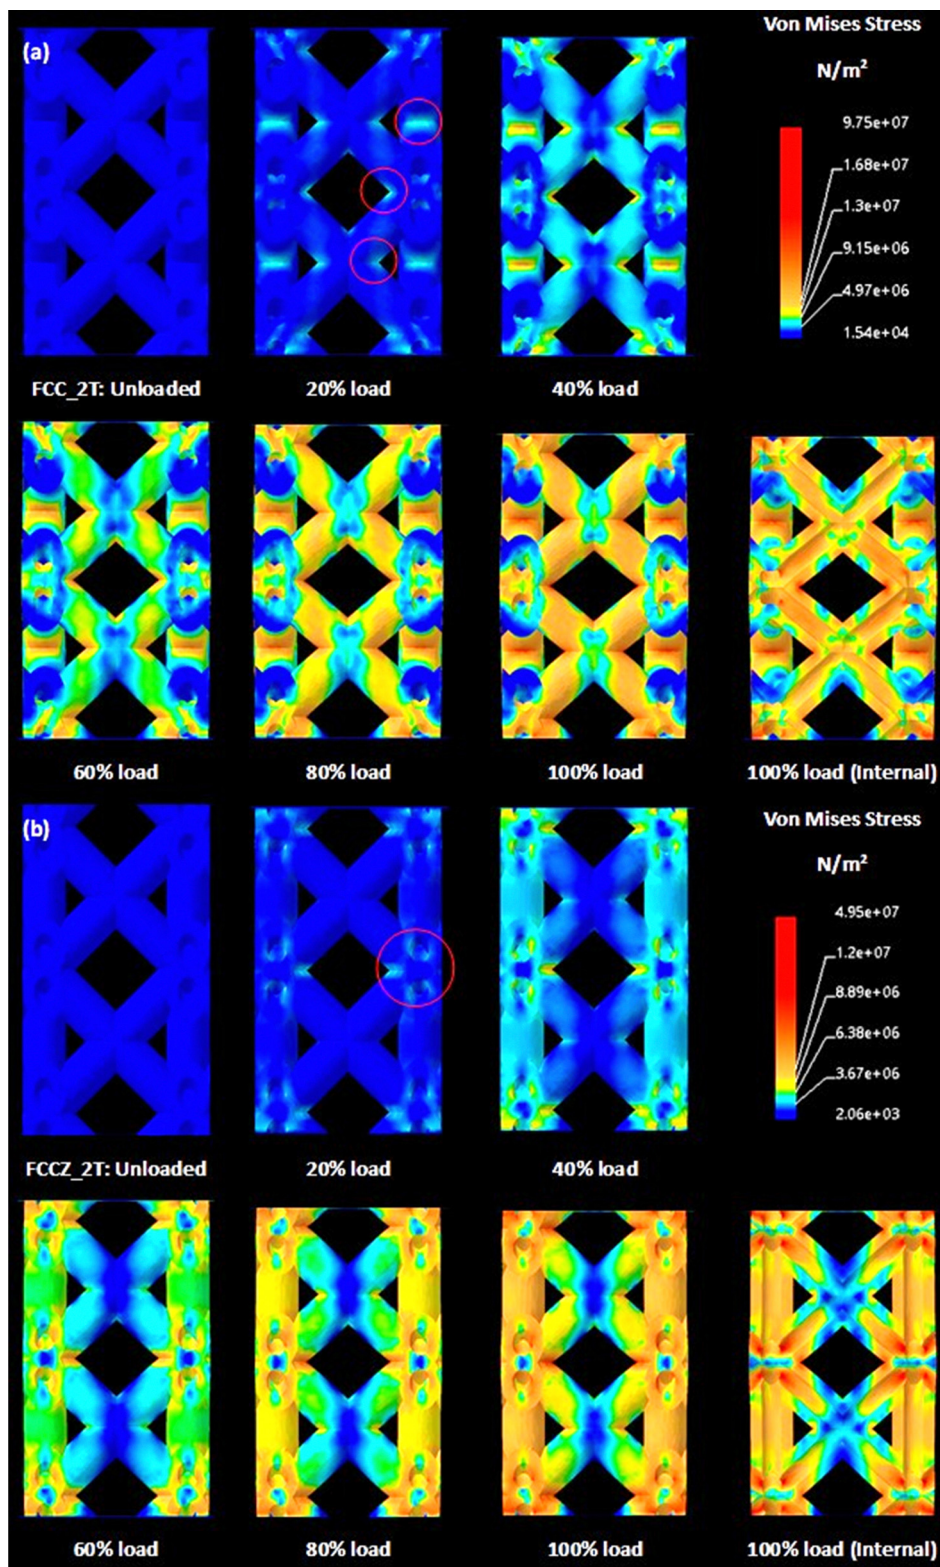 (a)
Von Mises Stress
N/m²
9.75e+07
1.68e+07
1.3e+07
9.15e+06
4.97e+06
1.54e+04
FCC_2T: Unloaded
20% load
40% load
60% load
80% load
100% load
100% load (Internal)
(b)
Von Mises Stress
N/m²
4.95e+07
1.2e+07
8.89e+06
6.38e+06
3.67e+06
2.06e+03
FCCZ_2T: Unloaded
20% load
40% load
60% load
80% load
100% load
100% load (Internal)